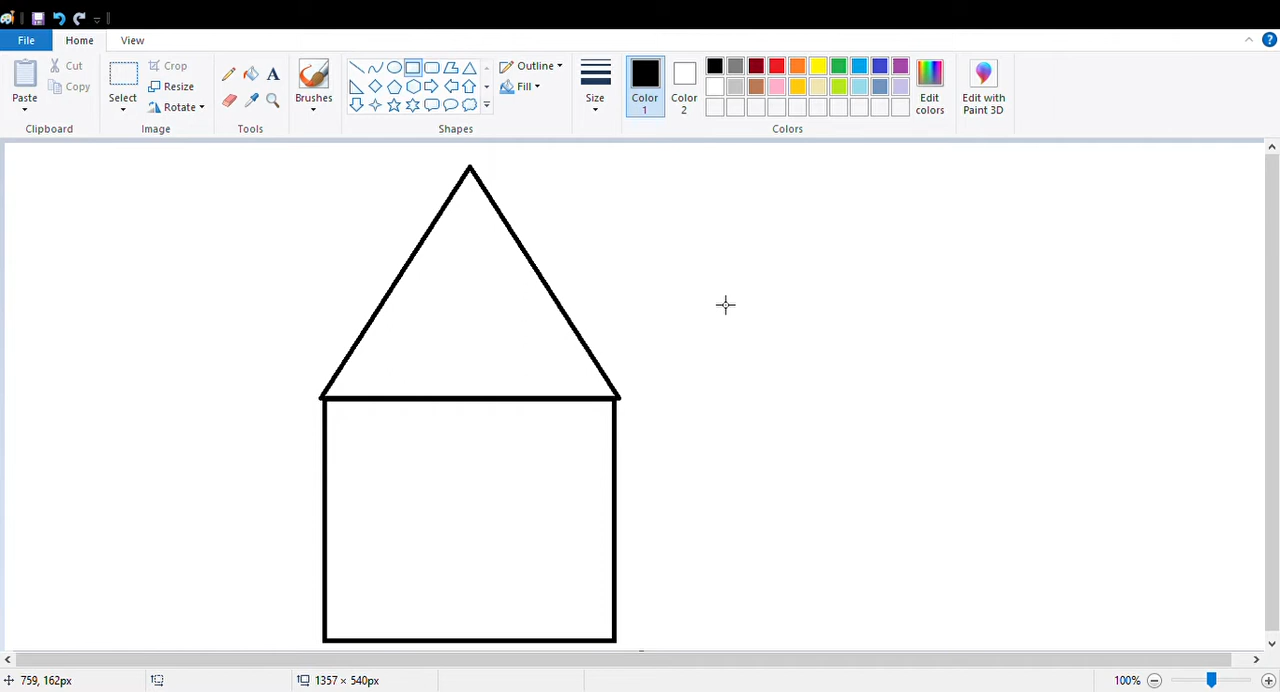 File Home View
Paste
Cut
Copy
Clipboard
Select
Crop
Resize
Rotate
Image
A
Tools
Brushes
Outline
Fill
Shapes
Size
Color 1
Color 2
Edit colors
Colors
Edit with Paint 3D
?
759, 162px 1357 × 540px 100%